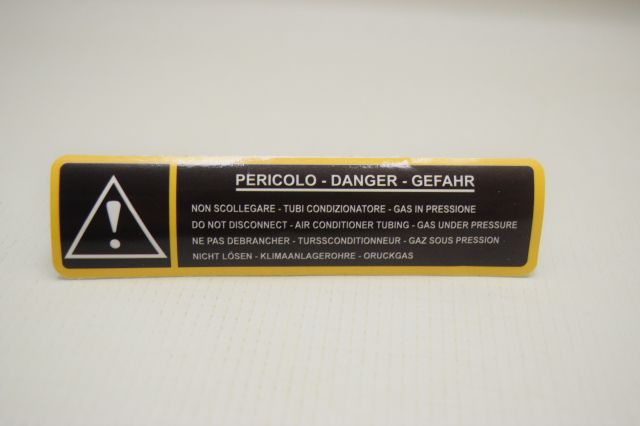 PERICOLO - DANGER - GEFAHR
NON SCOLLEGARE - TUBI CONDIZIONATORE - GAS IN PRESSIONE
DO NOT DISCONNECT - AIR CONDITIONER TUBING - GAS UNDER PRESSURE
NE PAS DEBRANCHER - TURSSCONDITIONNEUR - GAZ SOUS PRESSION
NICHT LÖSEN - KLIMAANLAGEROHRE - ORUCKGAS